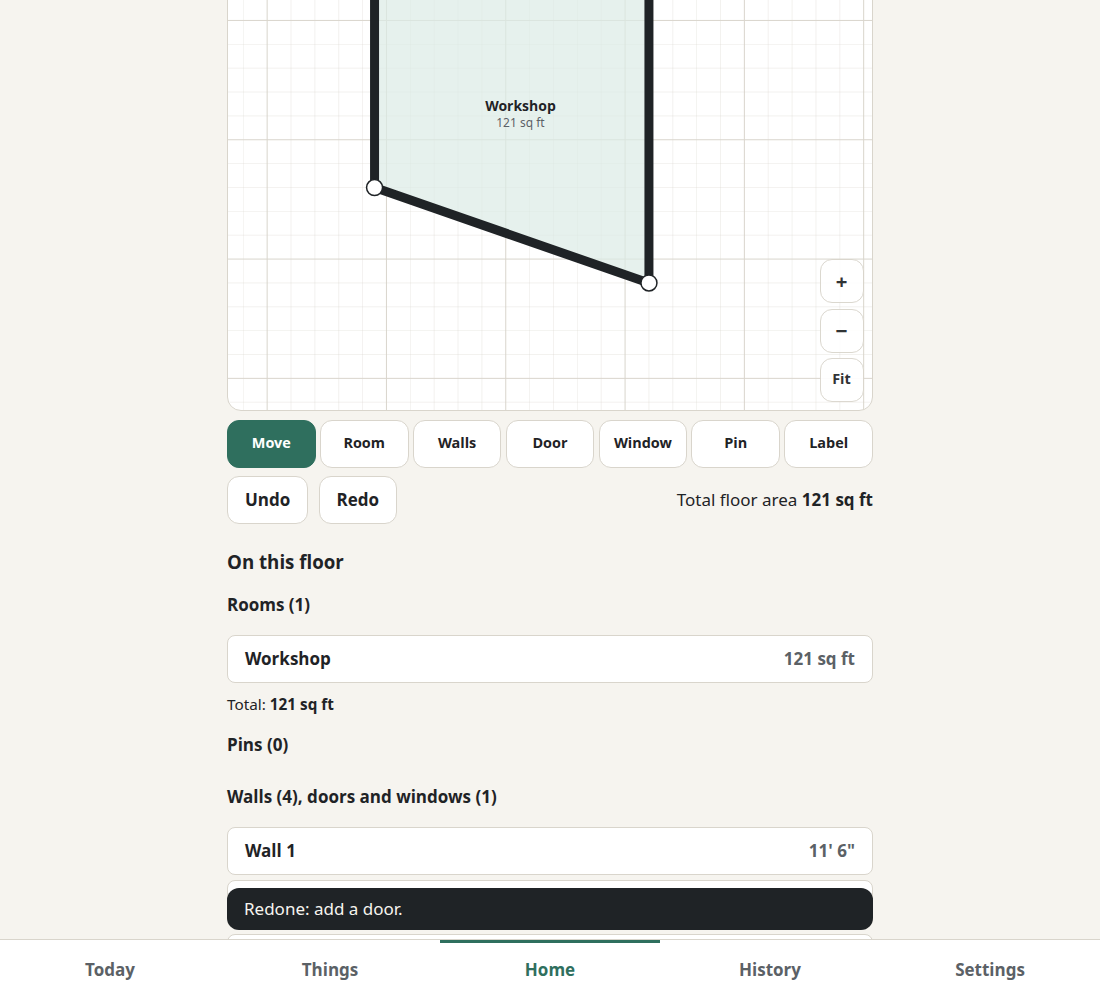 Workshop
121 sq ft
+
−
Fit
Move Room Walls Door Window Pin Label
Undo Redo Total floor area 121 sq ft
On this floor
Rooms (1)
Workshop 121 sq ft
Total: 121 sq ft
Pins (0)
Walls (4), doors and windows (1)
Wall 1 11' 6"
Redone: add a door.
Today Things Home History Settings